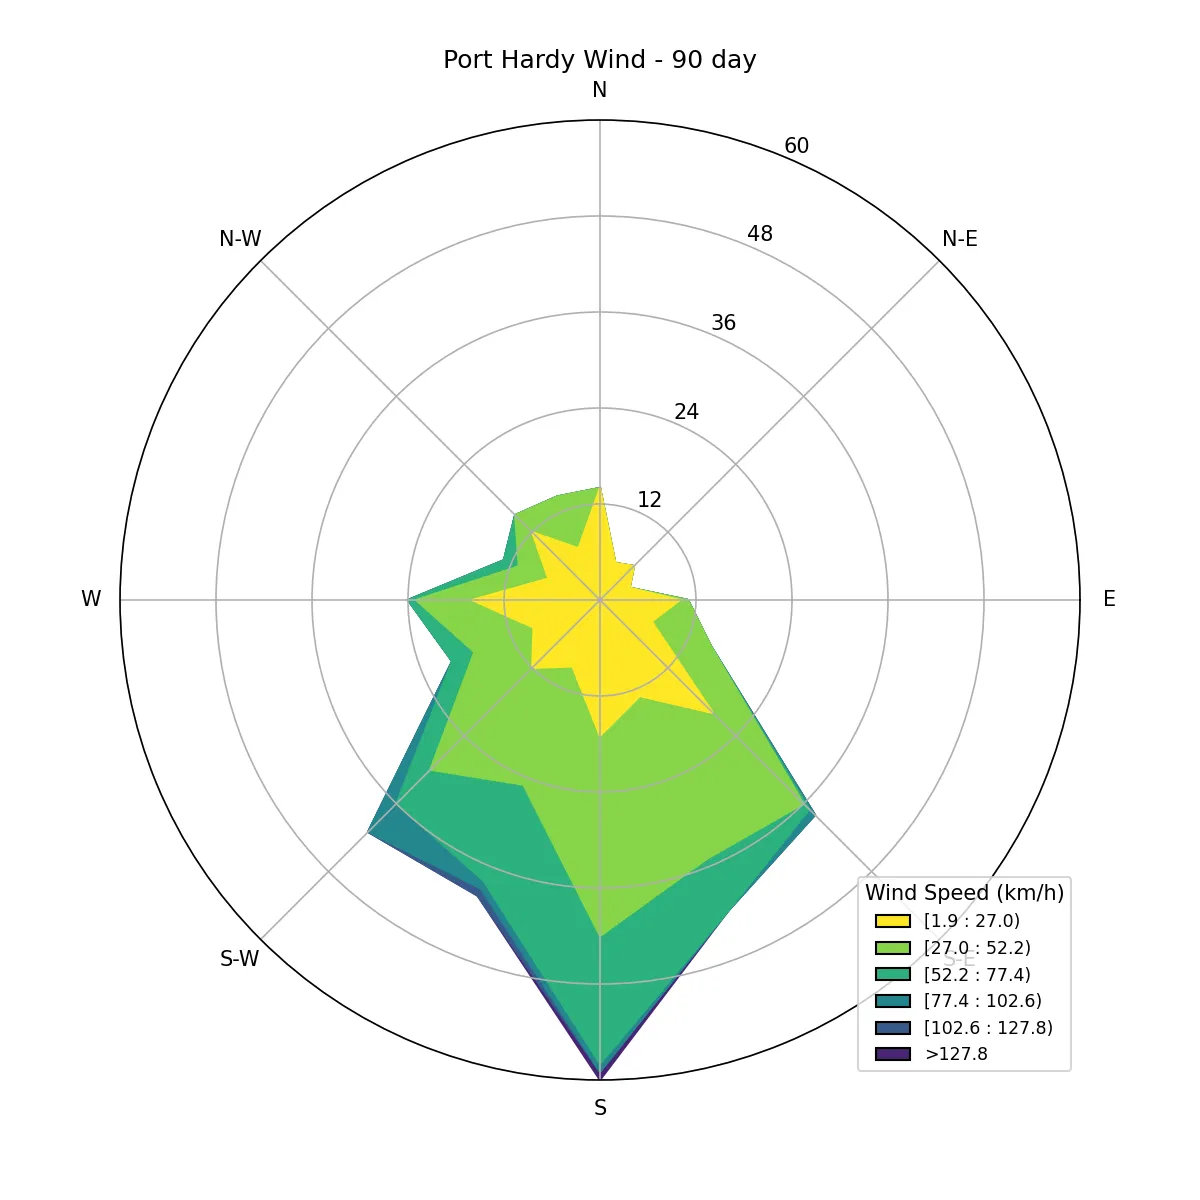 Port Hardy Wind - 90 day
N
60
N-W
48
N-E
36
24
12
W
E
Wind Speed (km/h)
[1.9 : 27.0)
[27.0 : 52.2)
S-W
S-E
[52.2 : 77.4)
[77.4 : 102.6)
[102.6 : 127.8)
>127.8
S